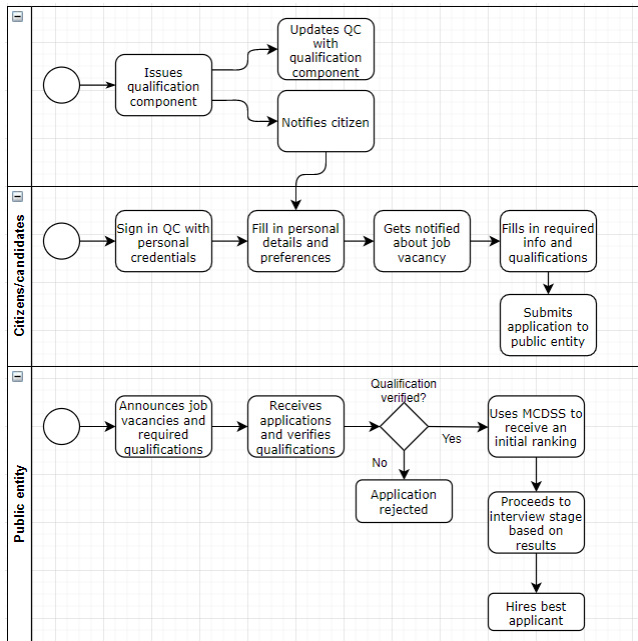 Issues
qualification
component
Updates QC
with
qualification
component
Notifies citizen
Citizens/candidates
Sign in QC with
personal
credentials
Fill in personal
details and
preferences
Gets notified
about job
vacancy
Fills in required
info and
qualifications
Submits
application to
public entity
Public entity
Announces job
vacancies and
required
qualifications
Receives
applications
and verifies
qualifications
Qualification
verified?
Yes
No
Application
rejected
Uses MCDSS to
receive an
initial ranking
Proceeds to
interview stage
based on
results
Hires best
applicant